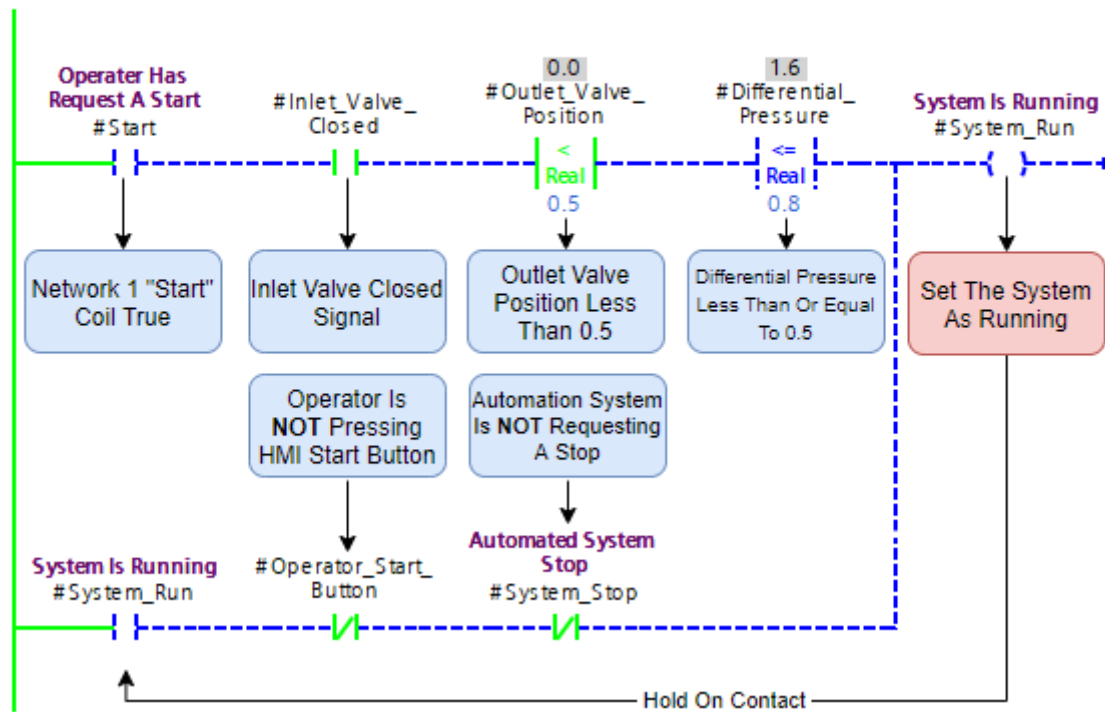 Operater Has
Request A Start
#Start
#Inlet_Valve_
Closed
0.0
#Outlet_Valve_
Position
1.6
#Differential_
Pressure
System Is Running
#System_Run
<
Real
0.5
<=
Real
0.8
Network 1 "Start"
Coil True
Inlet Valve Closed
Signal
Outlet Valve
Position Less
Than 0.5
Differential Pressure
Less Than Or Equal
To 0.5
Set The System
As Running
Operator Is
NOT Pressing
HMI Start Button
Automation System
Is NOT Requesting
A Stop
System Is Running
#System_Run
#Operator_Start_
Button
Automated System
Stop
#System_Stop
Hold On Contact